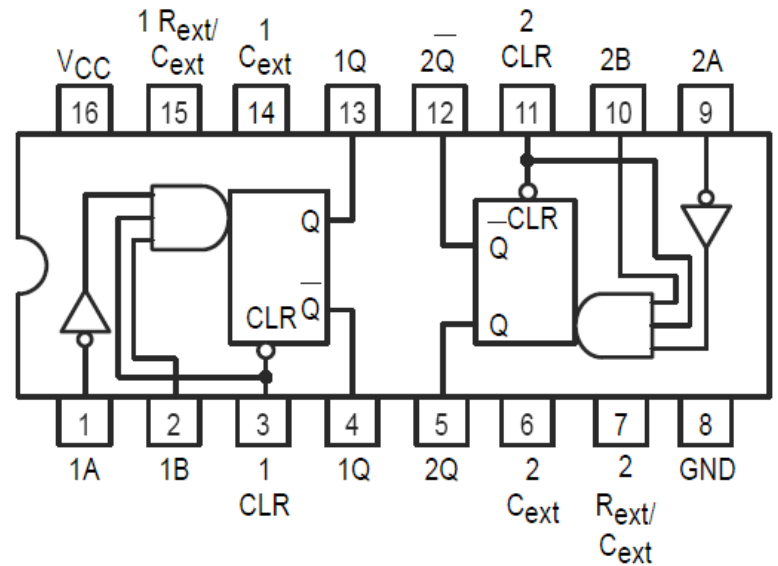 1 Rext/ 1 2
VCC Cext Cext 1Q 2Q̅ CLR 2B 2A
16 15 14 13 12 11 10 9
Q
Q̅
CLR
CLR
Q̅
Q
1 2 3 4 5 6 7 8
1A 1B 1 1Q 2Q 2 2 GND
CLR Cext Rext/
Cext